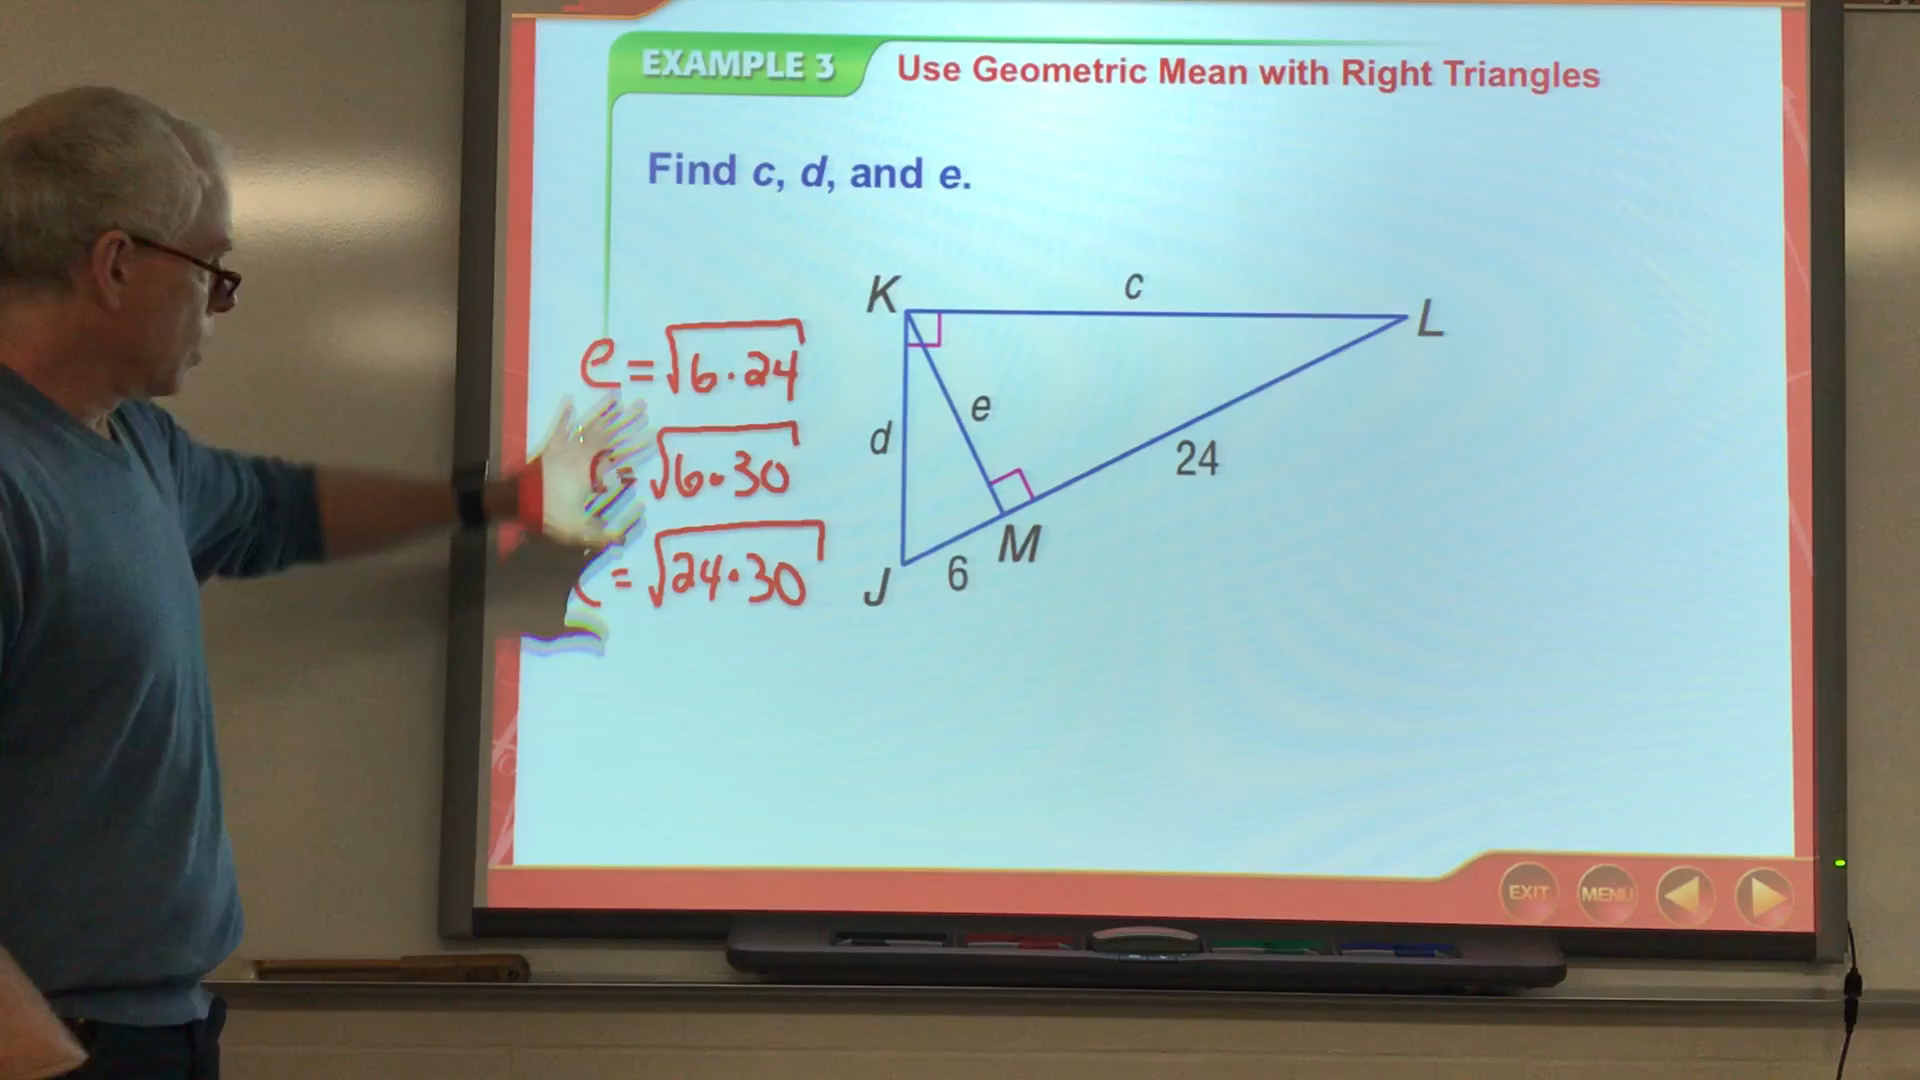 EXAMPLE 3
Use Geometric Mean with Right Triangles
Find c, d, and e.
K
c
L
e = √6·24
e
d
= √6·30
24
M
c = √24·30
6
J
EXIT
MENU